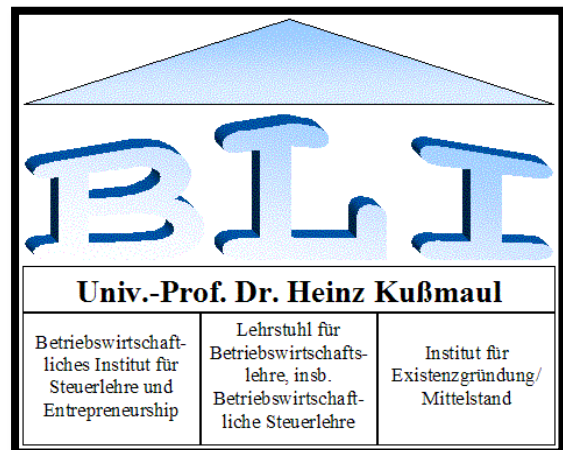 BLI
Univ.-Prof. Dr. Heinz Kußmaul
Betriebswirtschaft-
liches Institut für
Steuerlehre und
Entrepreneurship
Lehrstuhl für
Betriebswirtschafts-
lehre, insb.
Betriebswirtschaft-
liche Steuerlehre
Institut für
Existenzgründung/
Mittelstand